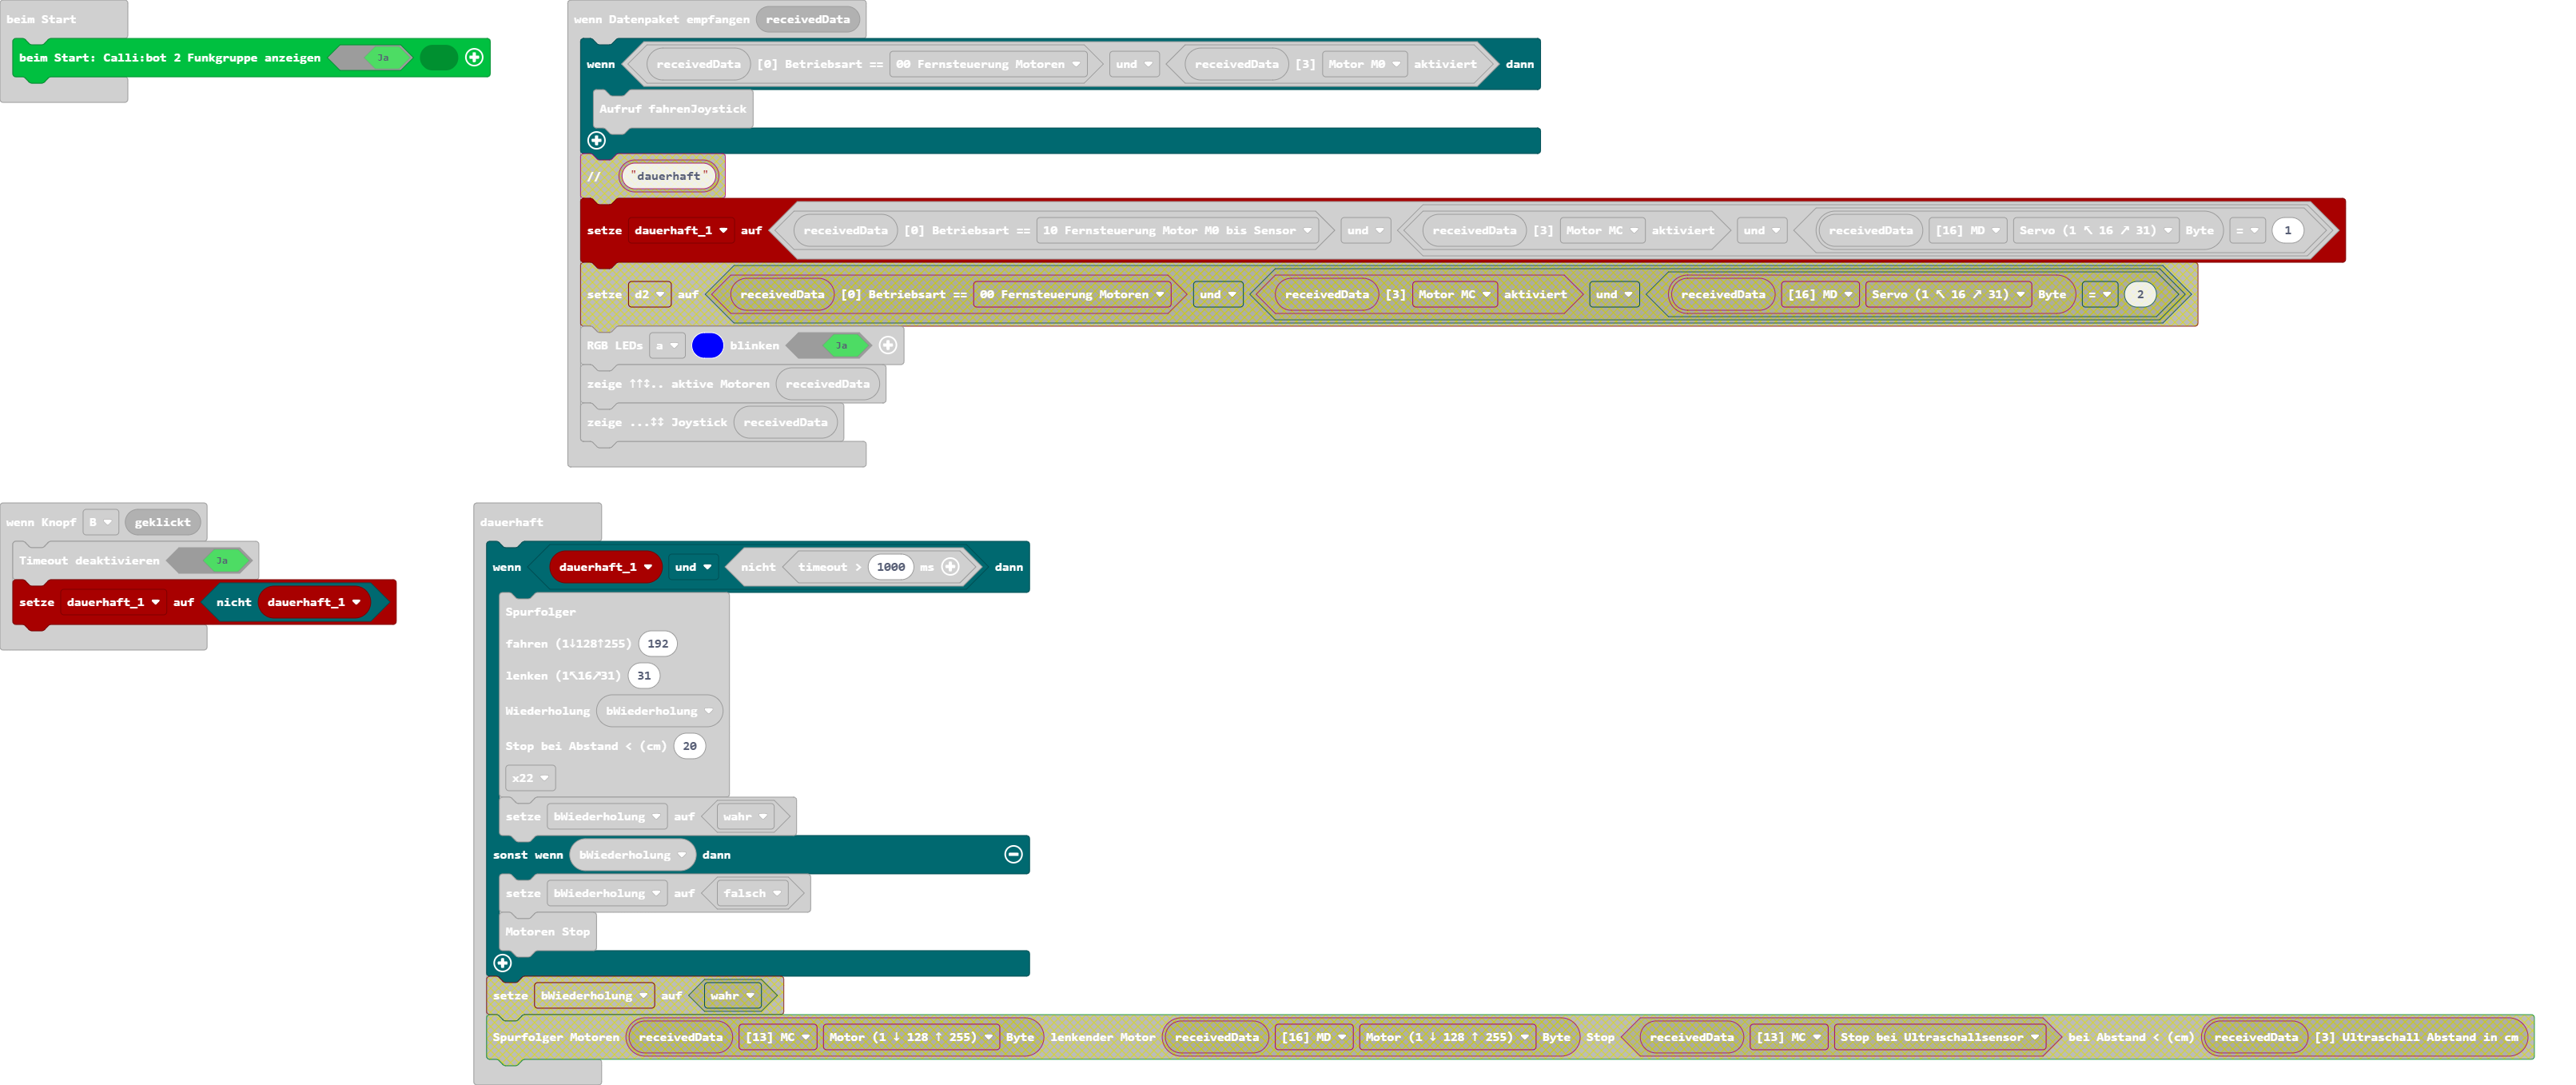 beim Start
beim Start: Calli:bot 2 Funkgruppe anzeigen Ja
wenn Datenpaket empfangen receivedData
wenn receivedData [0] Betriebsart == 00 Fernsteuerung Motoren und receivedData [3] Motor M0 aktiviert dann
Aufruf fahrenJoystick
// "dauerhaft"
setze dauerhaft_1 auf receivedData [0] Betriebsart == 10 Fernsteuerung Motor M0 bis Sensor und receivedData [3] Motor MC aktiviert und receivedData [16] MD Servo (1 ↖ 16 ↗ 31) Byte = 1
setze d2 auf receivedData [0] Betriebsart == 00 Fernsteuerung Motoren und receivedData [3] Motor MC aktiviert und receivedData [16] MD Servo (1 ↖ 16 ↗ 31) Byte = 2
RGB LEDs a blinken Ja
zeige ↑↑↕.. aktive Motoren receivedData
zeige ...↕↕ Joystick receivedData
wenn Knopf B geklickt
Timeout deaktivieren Ja
setze dauerhaft_1 auf nicht dauerhaft_1
dauerhaft
wenn dauerhaft_1 und nicht timeout > 1000 ms dann
Spurfolger
fahren (1↓128↑255) 192
lenken (1↖16↗31) 31
Wiederholung bWiederholung
Stop bei Abstand < (cm) 20
x22
setze bWiederholung auf wahr
sonst wenn bWiederholung dann
setze bWiederholung auf falsch
Motoren Stop
setze bWiederholung auf wahr
Spurfolger Motoren receivedData [13] MC Motor (1 ↓ 128 ↑ 255) Byte lenkender Motor receivedData [16] MD Motor (1 ↓ 128 ↑ 255) Byte Stop receivedData [13] MC Stop bei Ultraschallsensor bei Abstand < (cm) receivedData [3] Ultraschall Abstand in cm